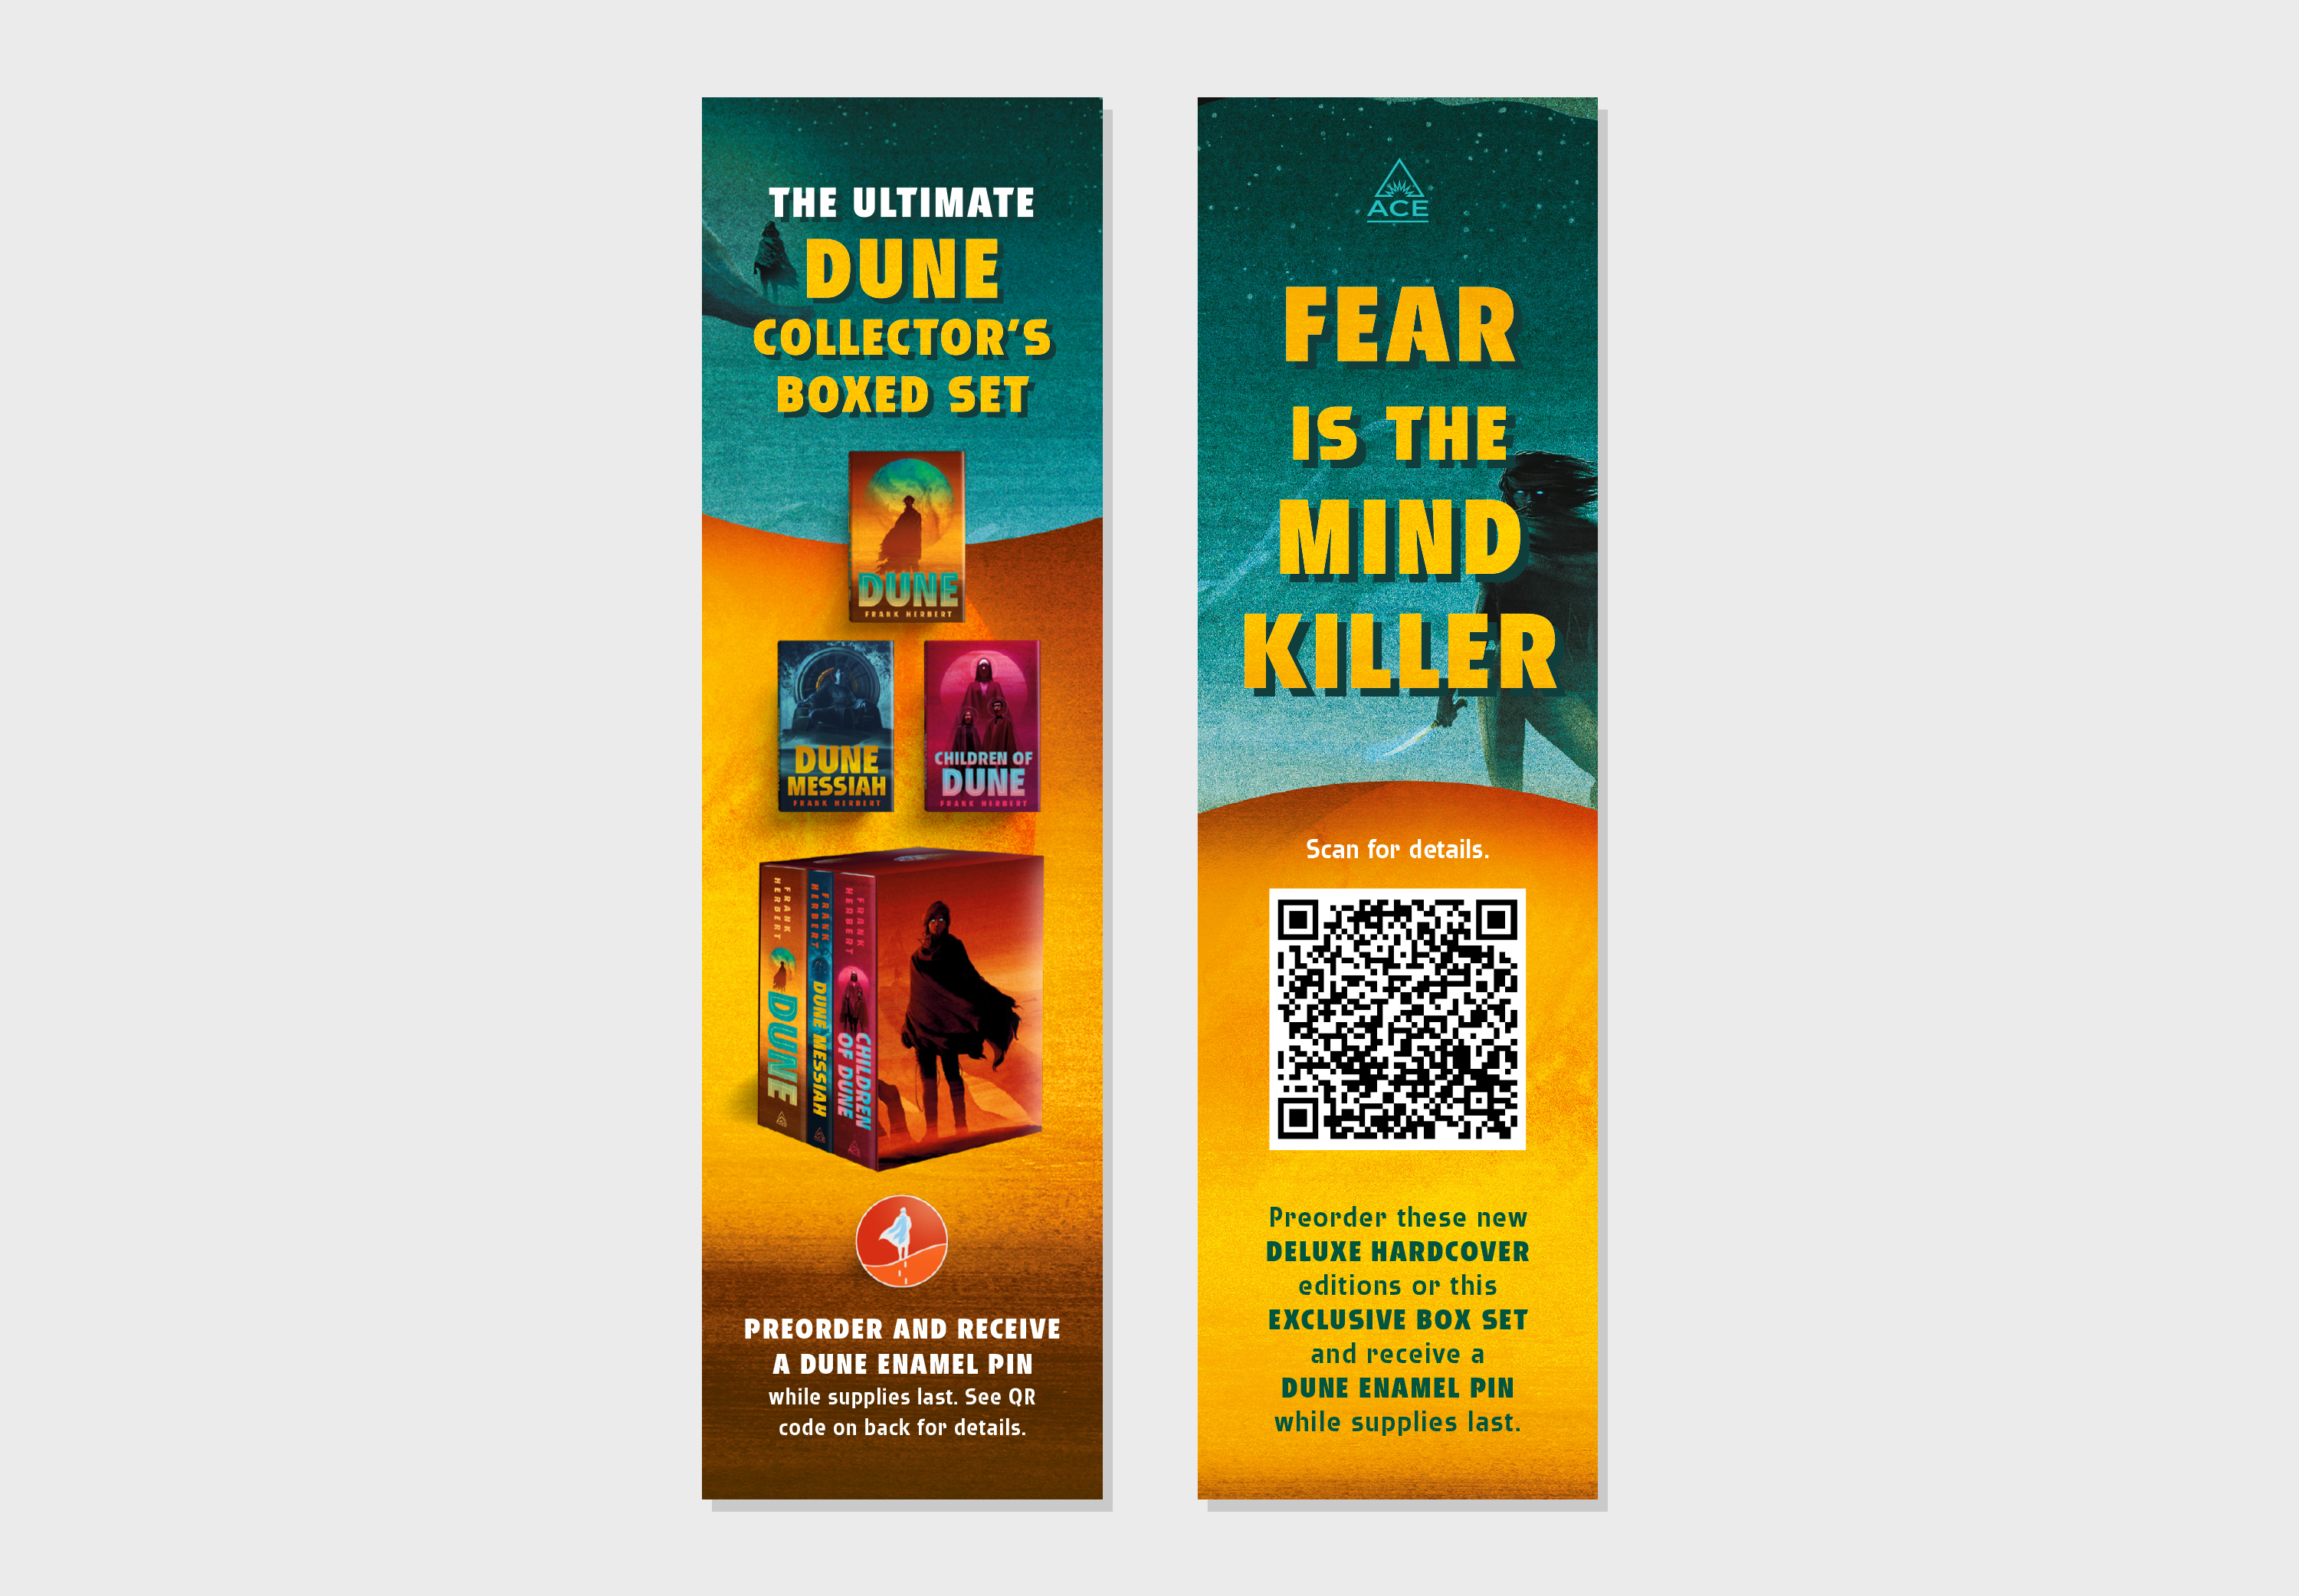 THE ULTIMATE
DUNE
COLLECTOR’S
BOXED SET
DUNE
FRANK HERBERT
DUNE
MESSIAH
FRANK HERBERT
CHILDREN OF
DUNE
FRANK HERBERT
FRANK
HERBERT
DUNE
FRANK
HERBERT
DUNE MESSIAH
FRANK
HERBERT
CHILDREN
OF DUNE
PREORDER AND RECEIVE
A DUNE ENAMEL PIN
while supplies last. See QR
code on back for details.
ACE
FEAR
IS THE
MIND
KILLER
Scan for details.
Preorder these new
DELUXE HARDCOVER
editions or this
EXCLUSIVE BOX SET
and receive a
DUNE ENAMEL PIN
while supplies last.